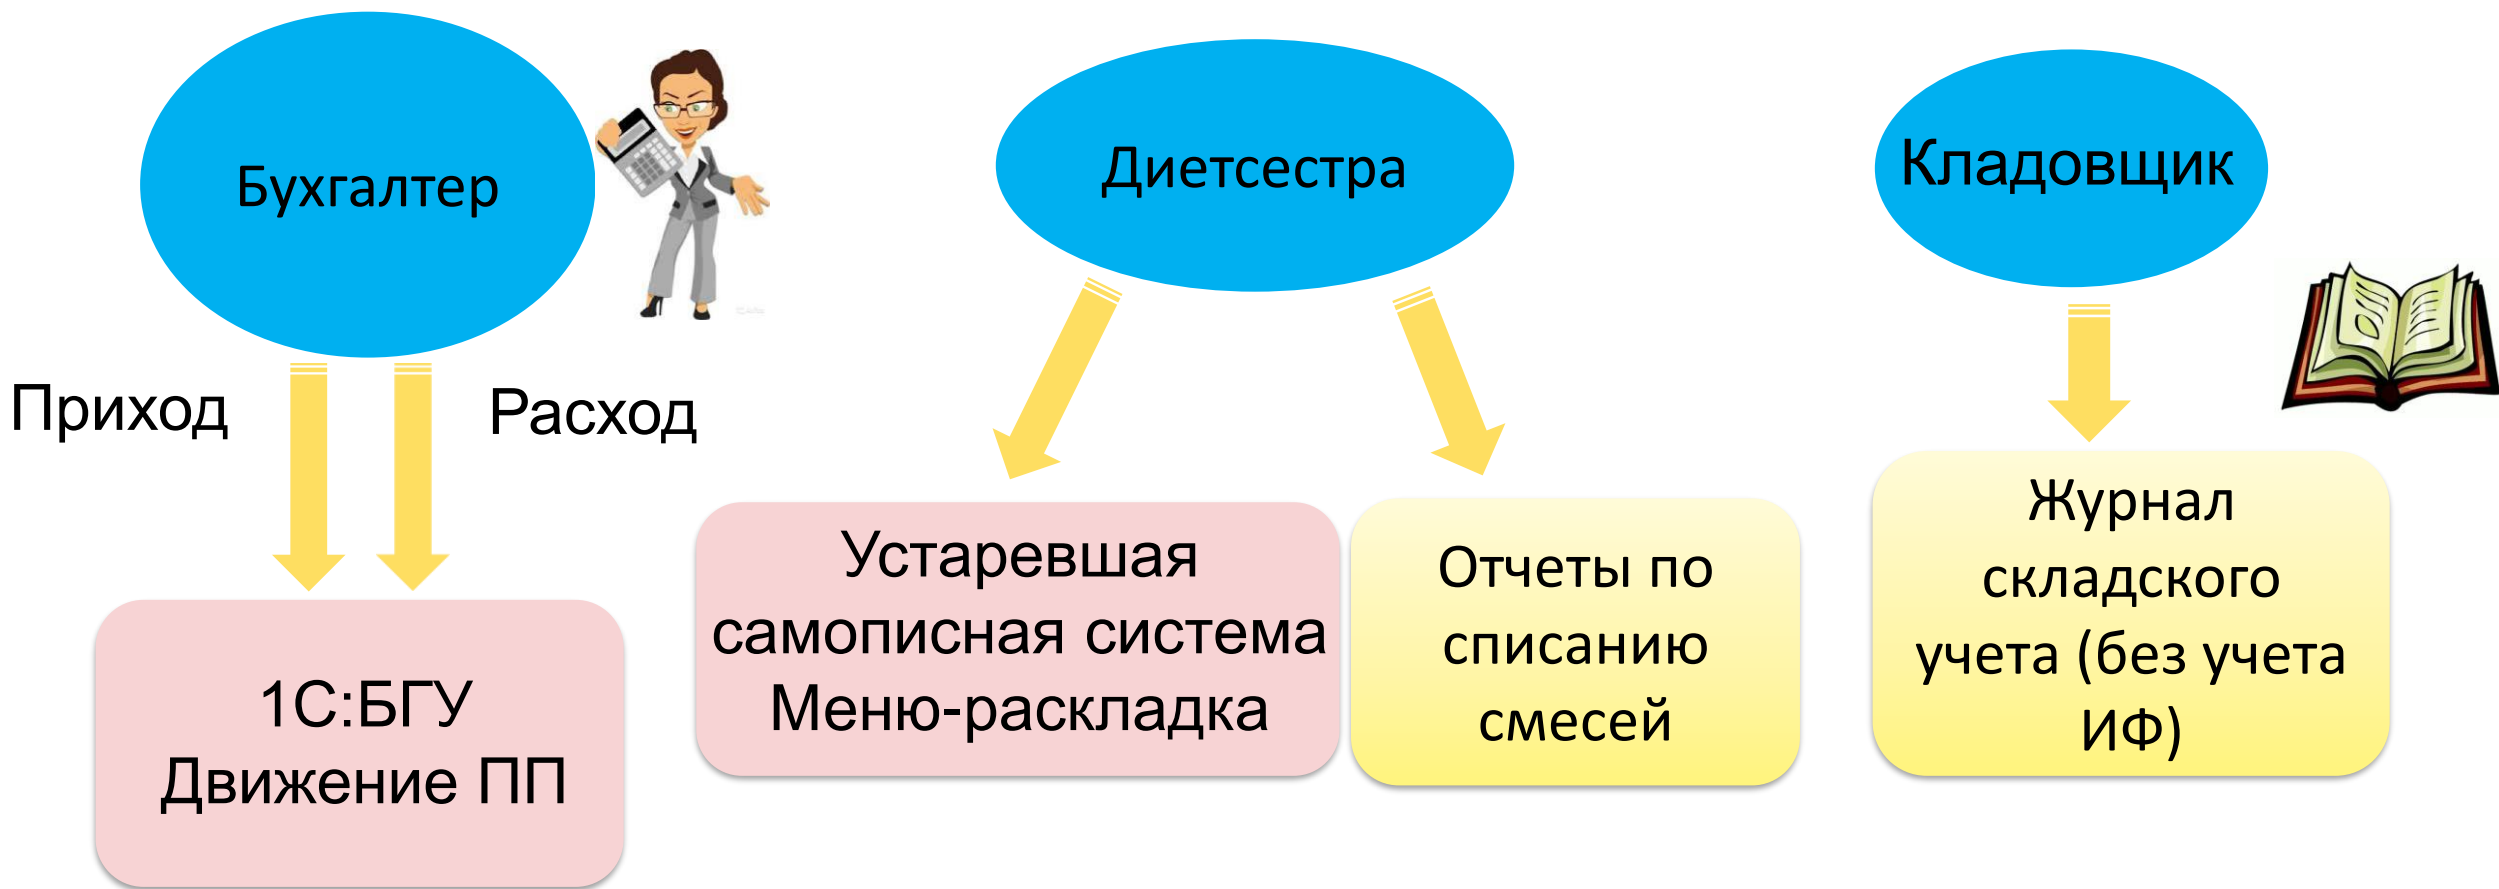 Бухгалтер
Диетсестра
Кладовщик
Приход
Расход
1С:БГУ
Движение ПП
Устаревшая
самописная система
Меню-раскладка
Отчеты по
списанию
смесей
Журнал
складского
учета (без учета
ИФ)